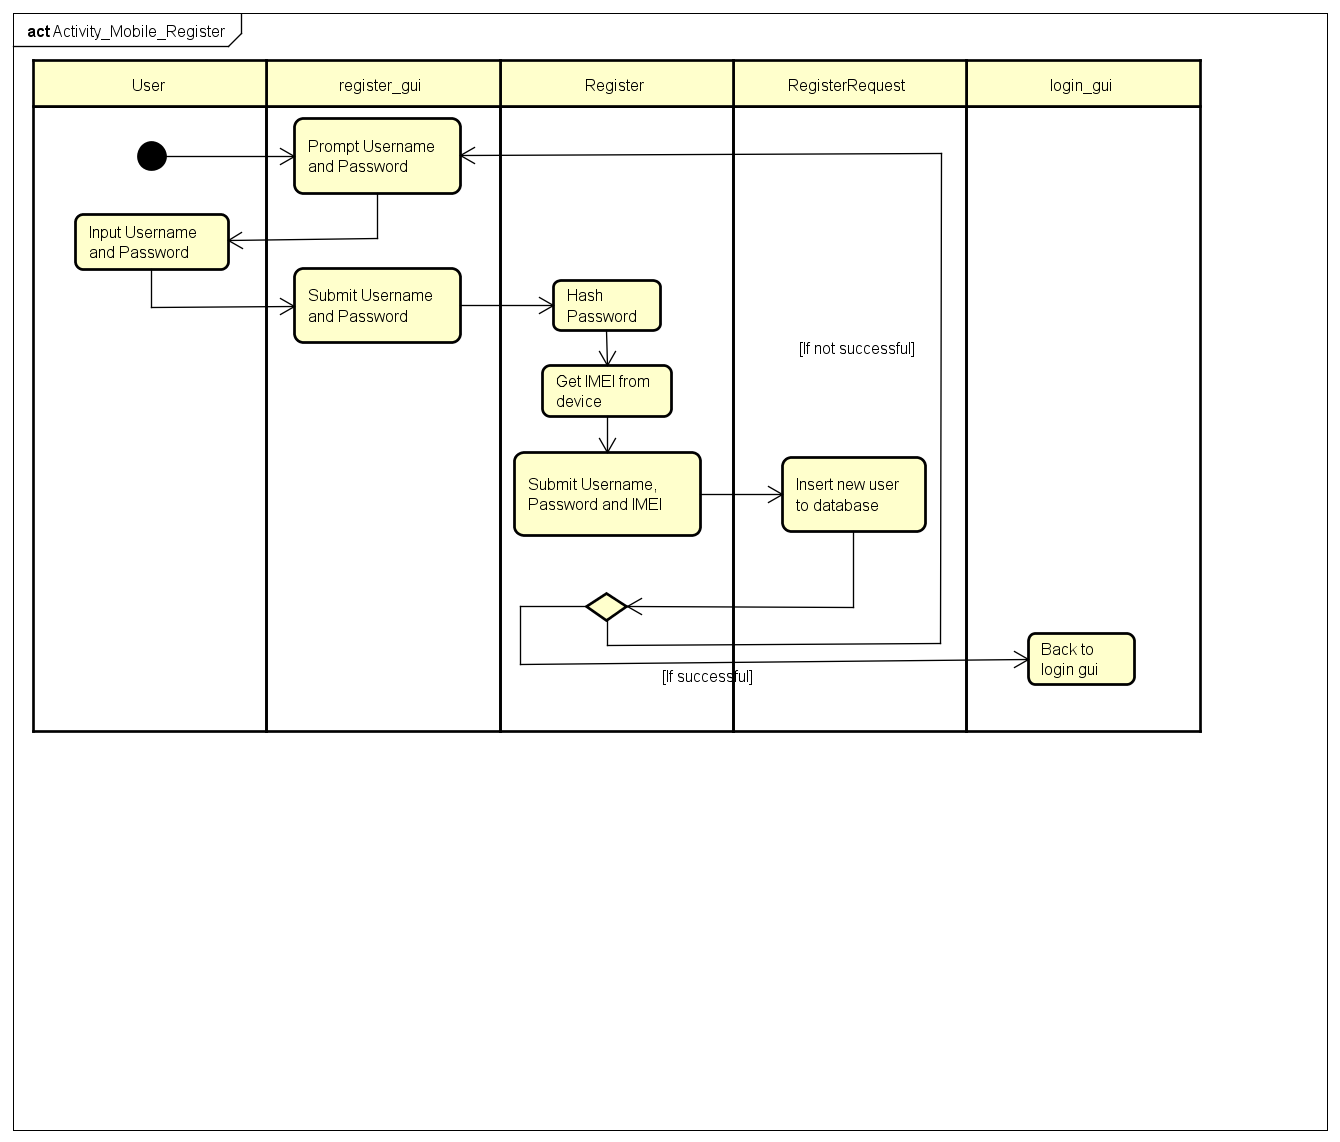 act Activity_Mobile_Register
User
register_gui
Register
RegisterRequest
login_gui
Prompt Username
and Password
Input Username
and Password
Submit Username
and Password
Hash
Password
[If not successful]
Get IMEI from
device
Submit Username,
Password and IMEI
Insert new user
to database
Back to
login gui
[If successful]